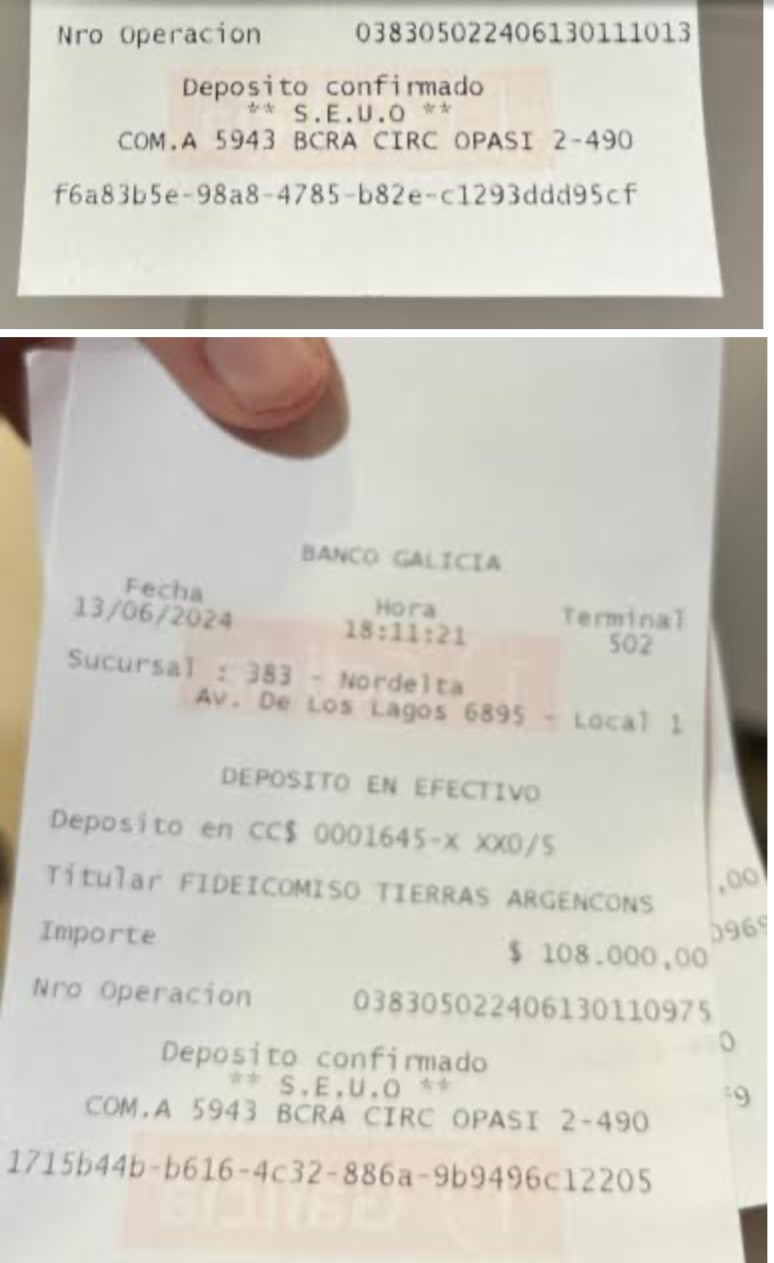 Nro Operacion 038305022406130111013
Deposito confirmado
** S.E.U.O **
COM.A 5943 BCRA CIRC OPASI 2-490
f6a83b5e-98a8-4785-b82e-c1293ddd95cf
BANCO GALICIA
Fecha Hora Terminal
13/06/2024 18:11:21 502
Sucursal : 383 - Nordelta
Av. De Los Lagos 6895 - Local 1
DEPOSITO EN EFECTIVO
Deposito en CC$ 0001645-X XX0/5
Titular FIDEICOMISO TIERRAS ARGENCONS
,00
Importe $ 108.000,00
Nro Operacion 038305022406130110975
Deposito confirmado
** S.E.U.O **
COM.A 5943 BCRA CIRC OPASI 2-490
1715b44b-b616-4c32-886a-9b9496c12205
Galicia